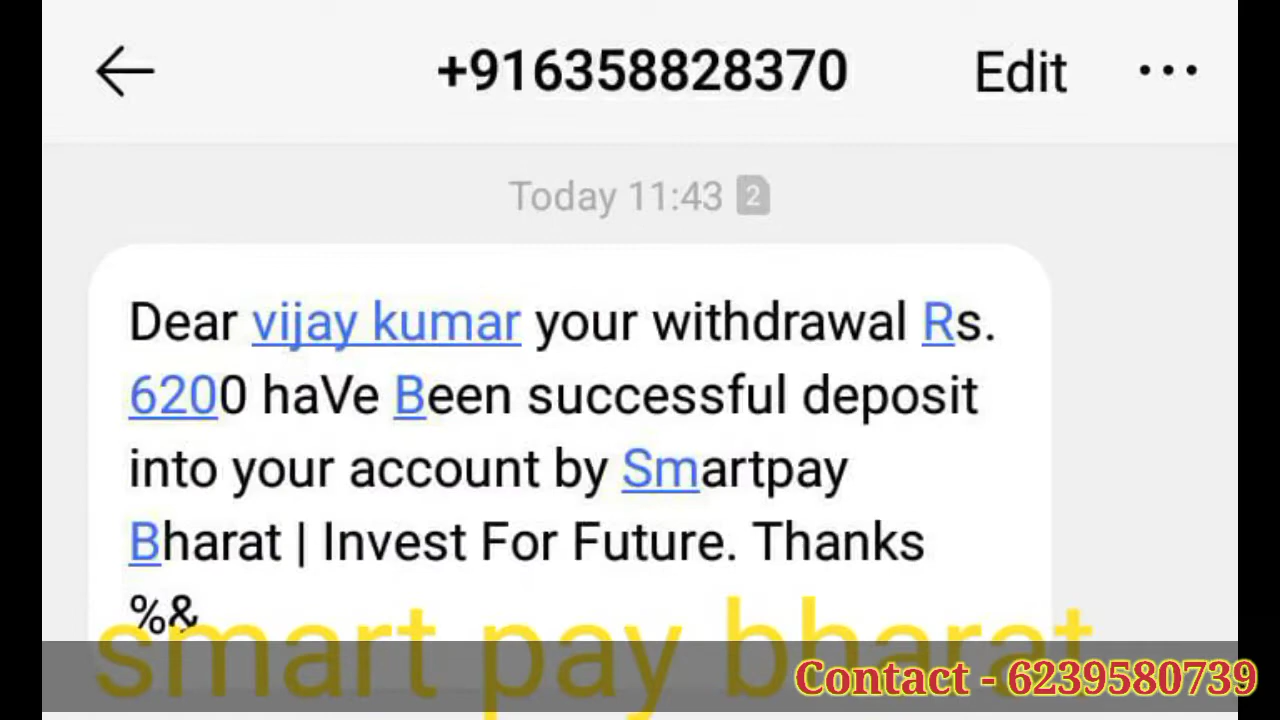 +916358828370 Edit
Today 11:43 2
Dear vijay kumar your withdrawal Rs.
6200 haVe Been successful deposit
into your account by Smartpay
Bharat | Invest For Future. Thanks
%&
smart pay bharat
Contact - 6239580739